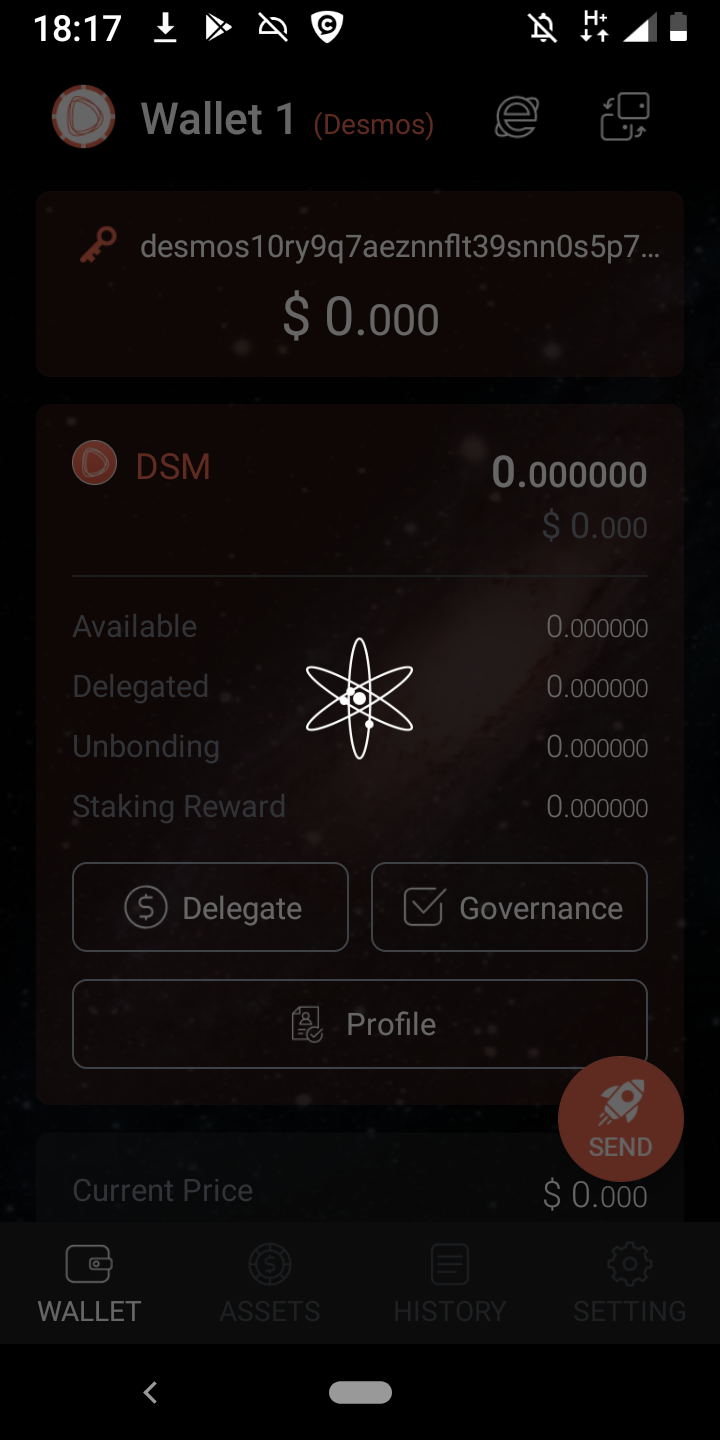 18:17 H+
Wallet 1 (Desmos)
desmos10ry9q7aeznnflt39snn0s5p7...
$ 0.000
DSM 0.000000
$ 0.000
Available 0.000000
Delegated 0.000000
Unbonding 0.000000
Staking Reward 0.000000
Delegate Governance
Profile
SEND
Current Price $ 0.000
WALLET ASSETS HISTORY SETTING